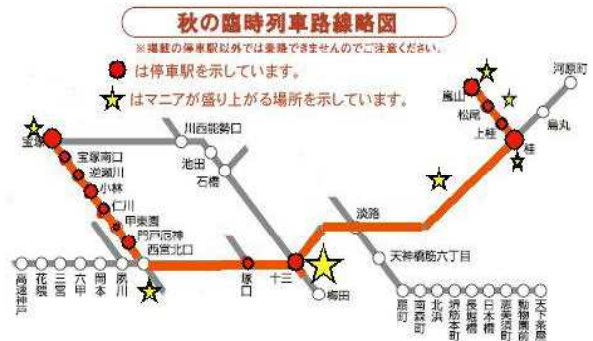 秋の臨時列車路線略図
※掲載の停車駅以外では乗降できませんのでご注意ください。
は停車駅を示しています。
はマニアが盛り上がる場所を示しています。
河原町
嵐山
松尾
烏丸
上桂
桂
川西能勢口
宝塚
池田
宝塚南口
石橋
逆瀬川
小林
仁川
甲東園
淡路
門戸厄神
西宮北口
天神橋筋六丁目
塚口
十三
梅田
高速神戸
花隈
三宮
六甲
岡本
夙川
扇町
南森町
北浜
堺筋本町
長堀橋
日本橋
恵美須町
動物園前
天下茶屋